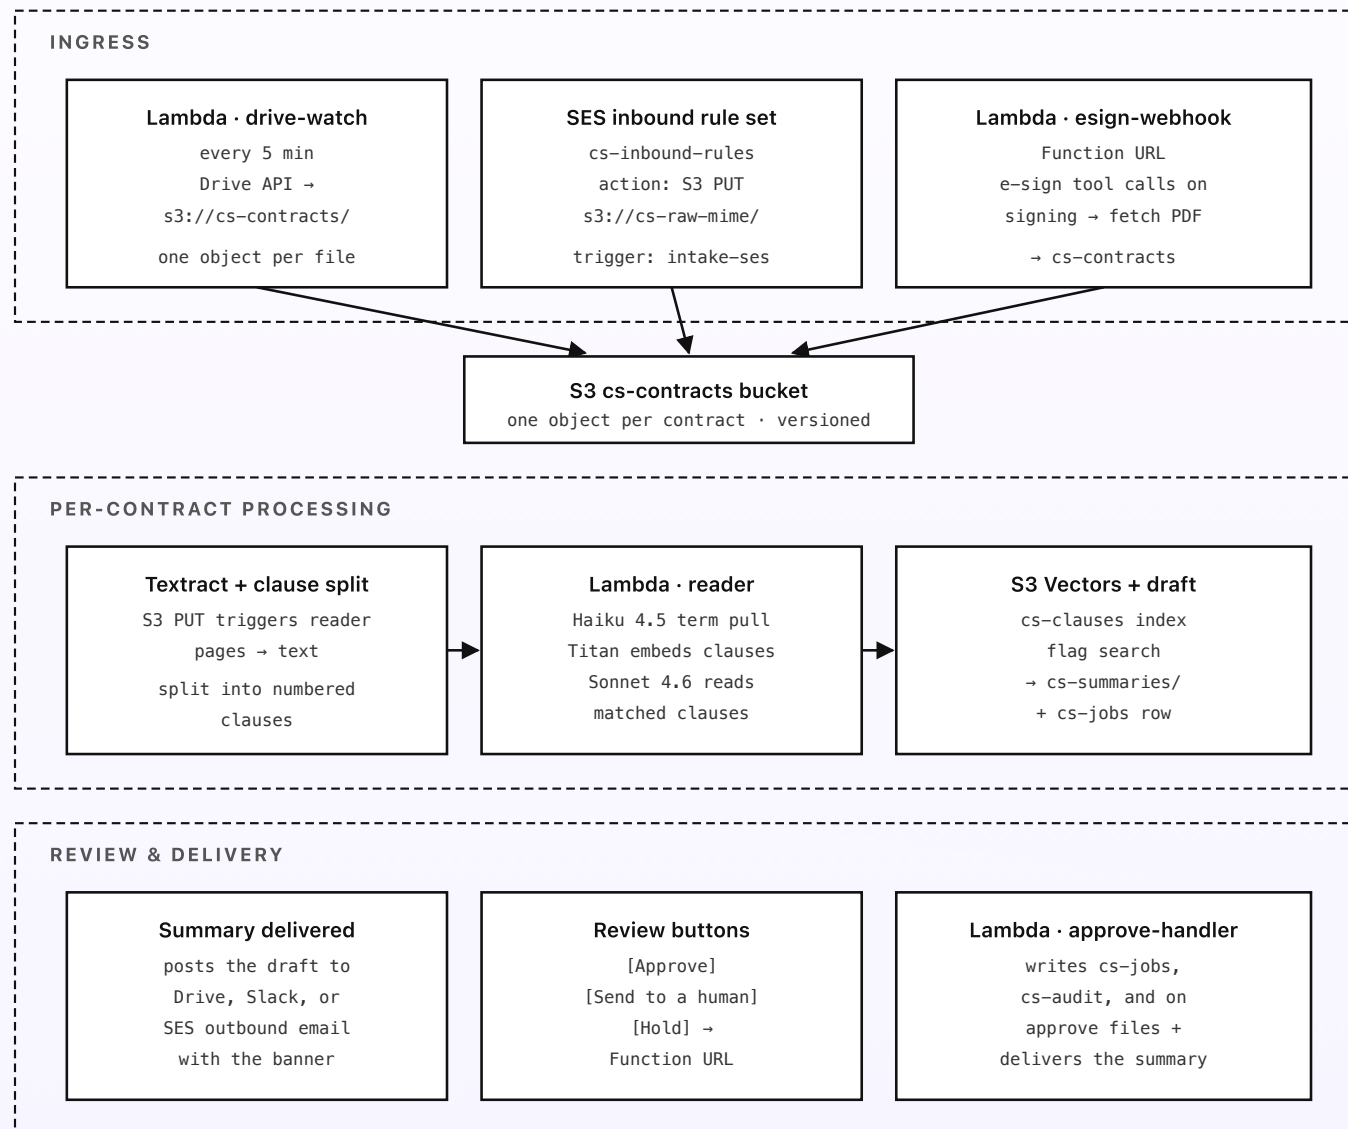 INGRESS
Lambda · drive-watch
every 5 min
Drive API →
s3://cs-contracts/
one object per file
SES inbound rule set
cs-inbound-rules
action: S3 PUT
s3://cs-raw-mime/
trigger: intake-ses
Lambda · esign-webhook
Function URL
e-sign tool calls on
signing → fetch PDF
→ cs-contracts
S3 cs-contracts bucket
one object per contract · versioned
PER-CONTRACT PROCESSING
Textract + clause split
S3 PUT triggers reader
pages → text
split into numbered
clauses
Lambda · reader
Haiku 4.5 term pull
Titan embeds clauses
Sonnet 4.6 reads
matched clauses
S3 Vectors + draft
cs-clauses index
flag search
→ cs-summaries/
+ cs-jobs row
REVIEW & DELIVERY
Summary delivered
posts the draft to
Drive, Slack, or
SES outbound email
with the banner
Review buttons
[Approve]
[Send to a human]
[Hold] →
Function URL
Lambda · approve-handler
writes cs-jobs,
cs-audit, and on
approve files +
delivers the summary